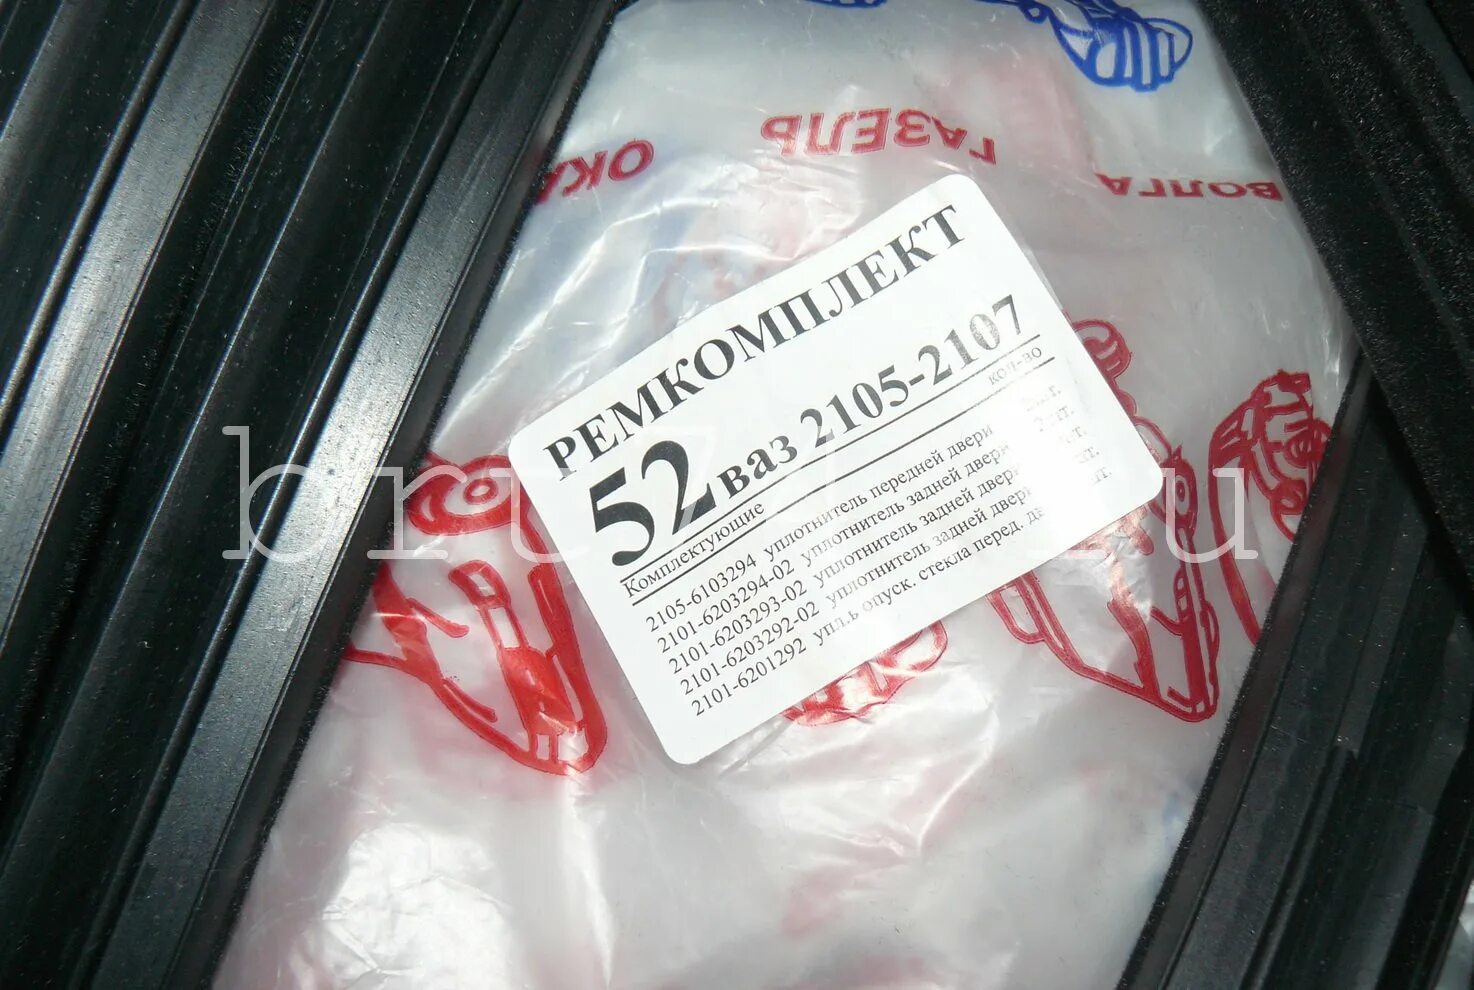 ОКА
ГАЗЕЛЬ
ВОЛГА
РЕМКОМПЛЕКТ
52 ваз 2105-2107
Комплектующие кол-во
2105-6103294 уплотнитель передней двери
2101-6203294-02 уплотнитель задней двери 2 шт.
2101-6203293-02 уплотнитель задней двери
2101-6203292-02 уплотнитель задней двери
2101-6201292 упл.ь опуск. стекла перед.